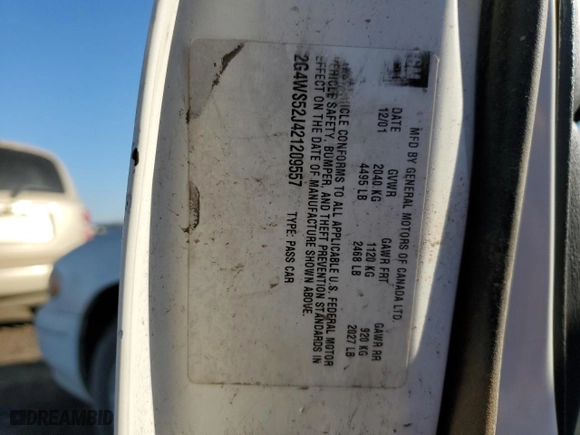 MFD BY GENERAL MOTORS OF CANADA LTD.
DATE GVWR GAWR FRT GAWR RR
12/01 2040 KG 1120 KG 920 KG
4495 LB 2468 LB 2027 LB
VEHICLE CONFORMS TO ALL APPLICABLE U.S. FEDERAL MOTOR
VEHICLE SAFETY, BUMPER, AND THEFT PREVENTION STANDARDS IN
EFFECT ON THE DATE OF MANUFACTURE SHOWN ABOVE.
2G4WS52J421209557 TYPE: PASS CAR
DREAMBID